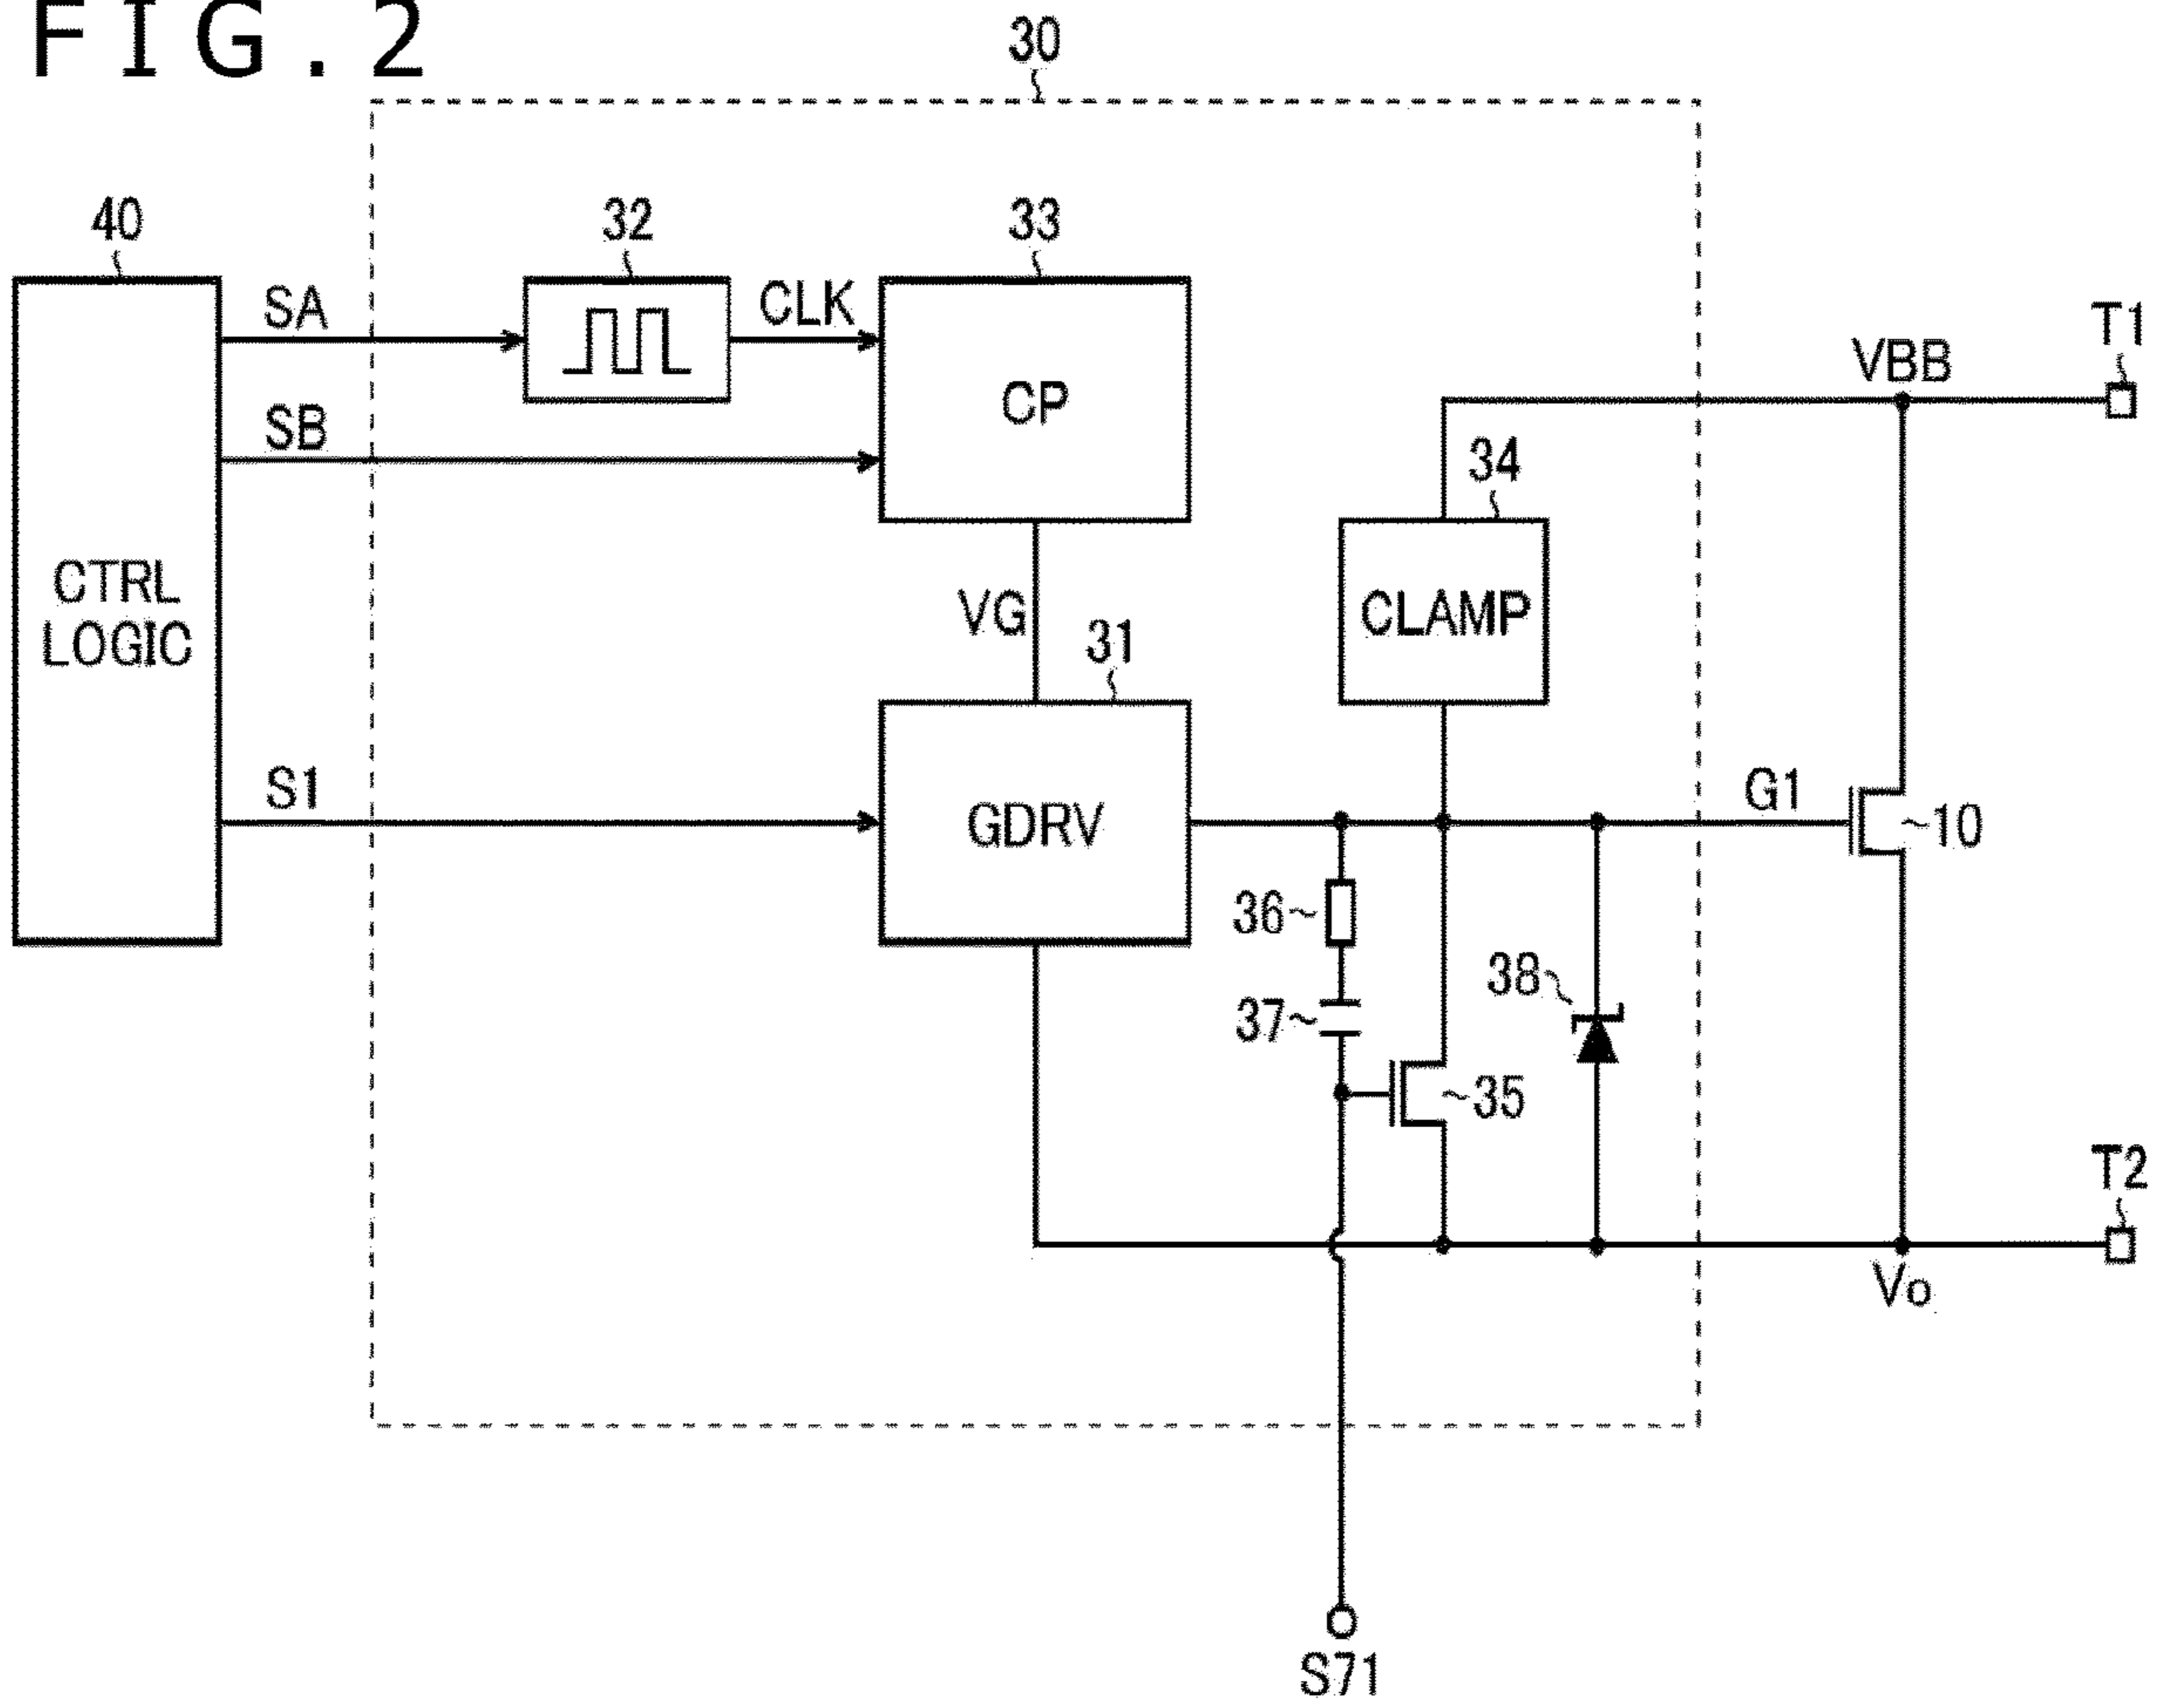 FIG.2
30
40
32
33
SA
CLK
T1
VBB
CP
SB
34
CTRL
LOGIC
VG
CLAMP
31
S1
GDRV
G1
~10
36~
38
37~
~35
T2
Vo
S71